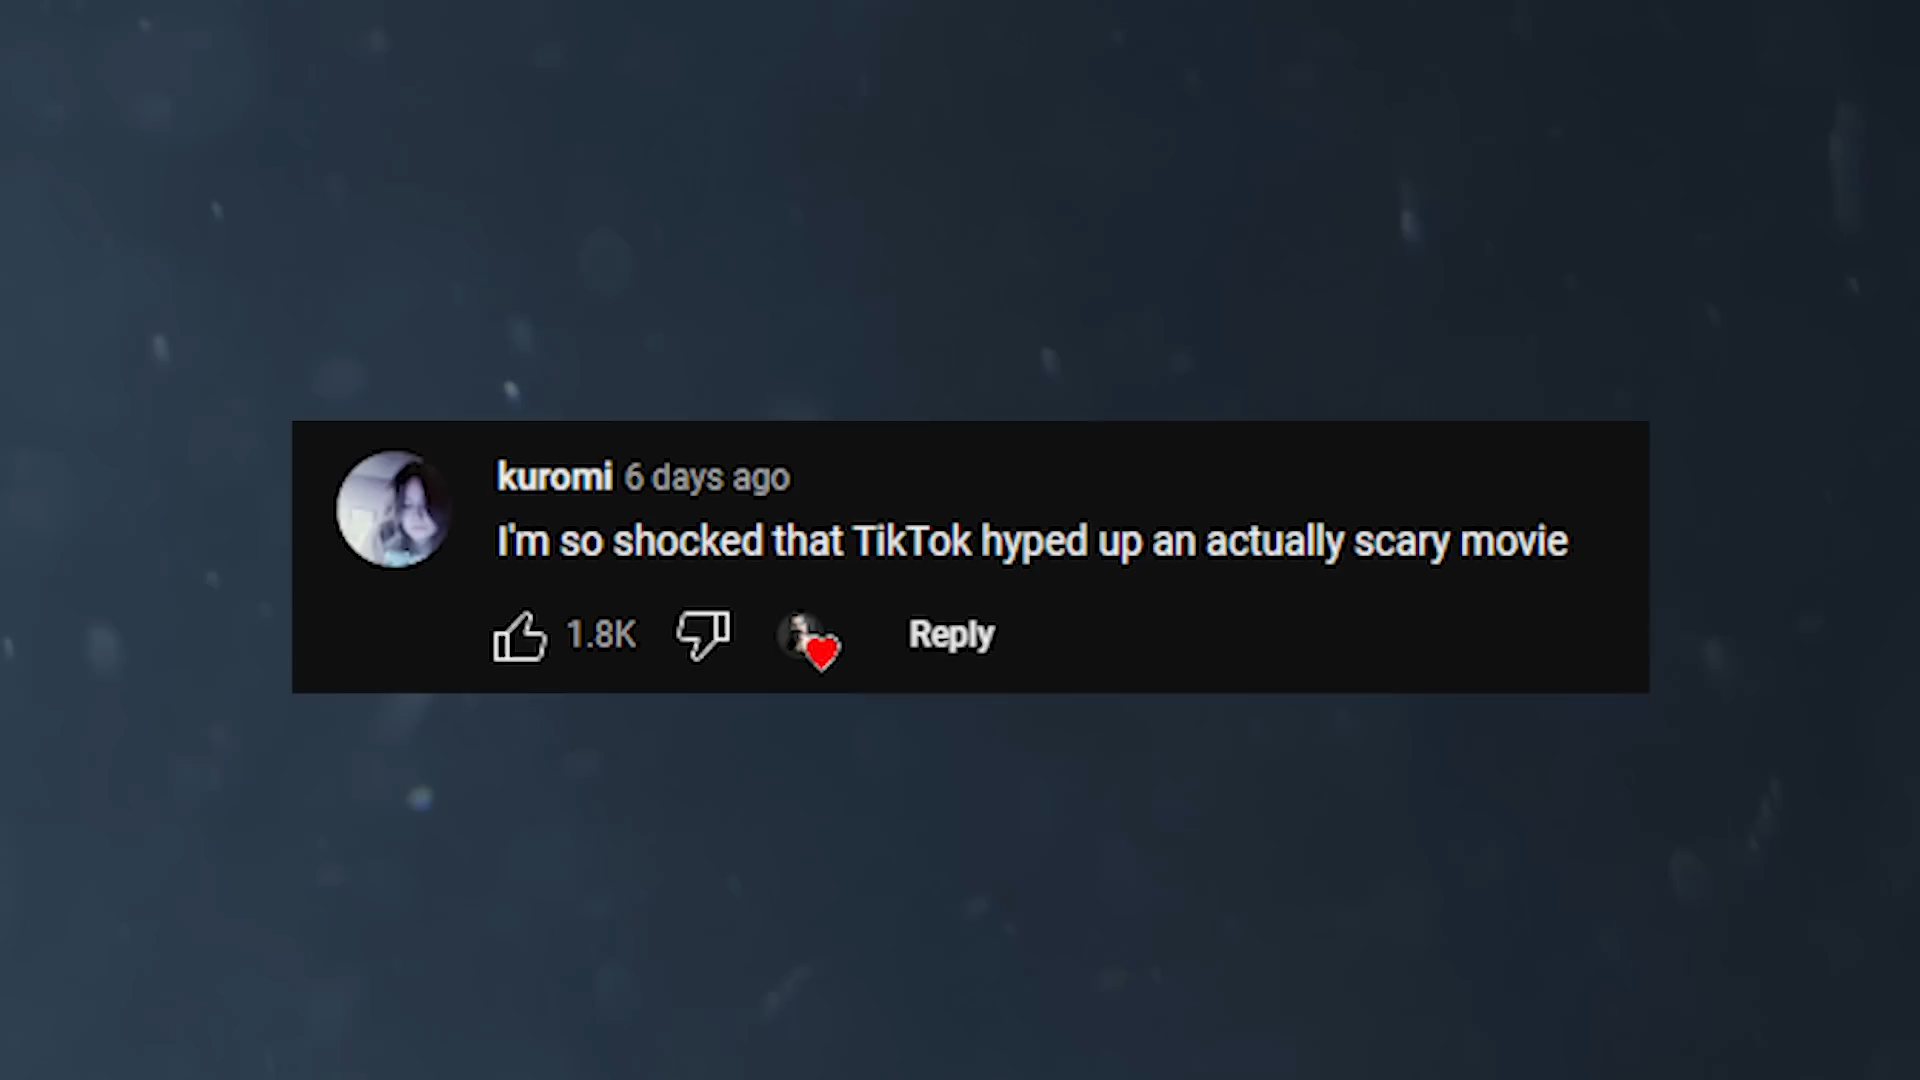 kuromi 6 days ago
I'm so shocked that TikTok hyped up an actually scary movie
1.8K Reply